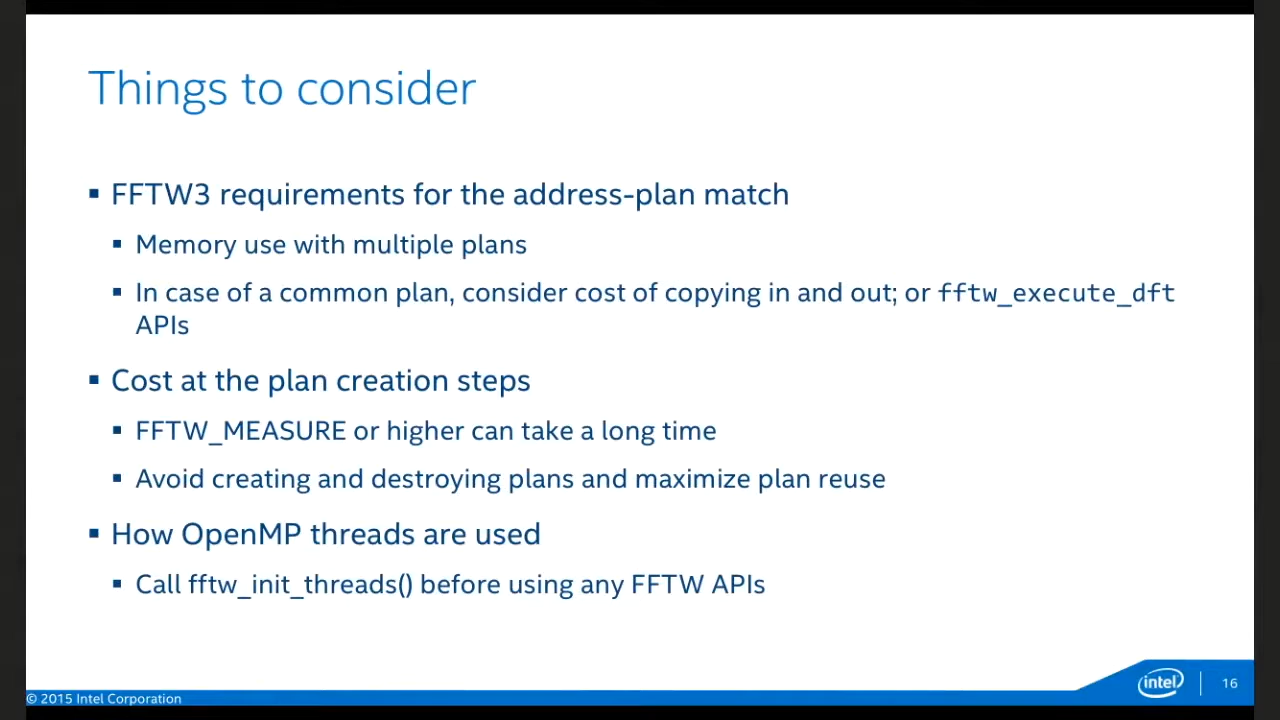 Things to consider
▪ FFTW3 requirements for the address-plan match
▪ Memory use with multiple plans
▪ In case of a common plan, consider cost of copying in and out; or fftw_execute_dft
APIs
▪ Cost at the plan creation steps
▪ FFTW_MEASURE or higher can take a long time
▪ Avoid creating and destroying plans and maximize plan reuse
▪ How OpenMP threads are used
▪ Call fftw_init_threads() before using any FFTW APIs
© 2015 Intel Corporation
intel
16